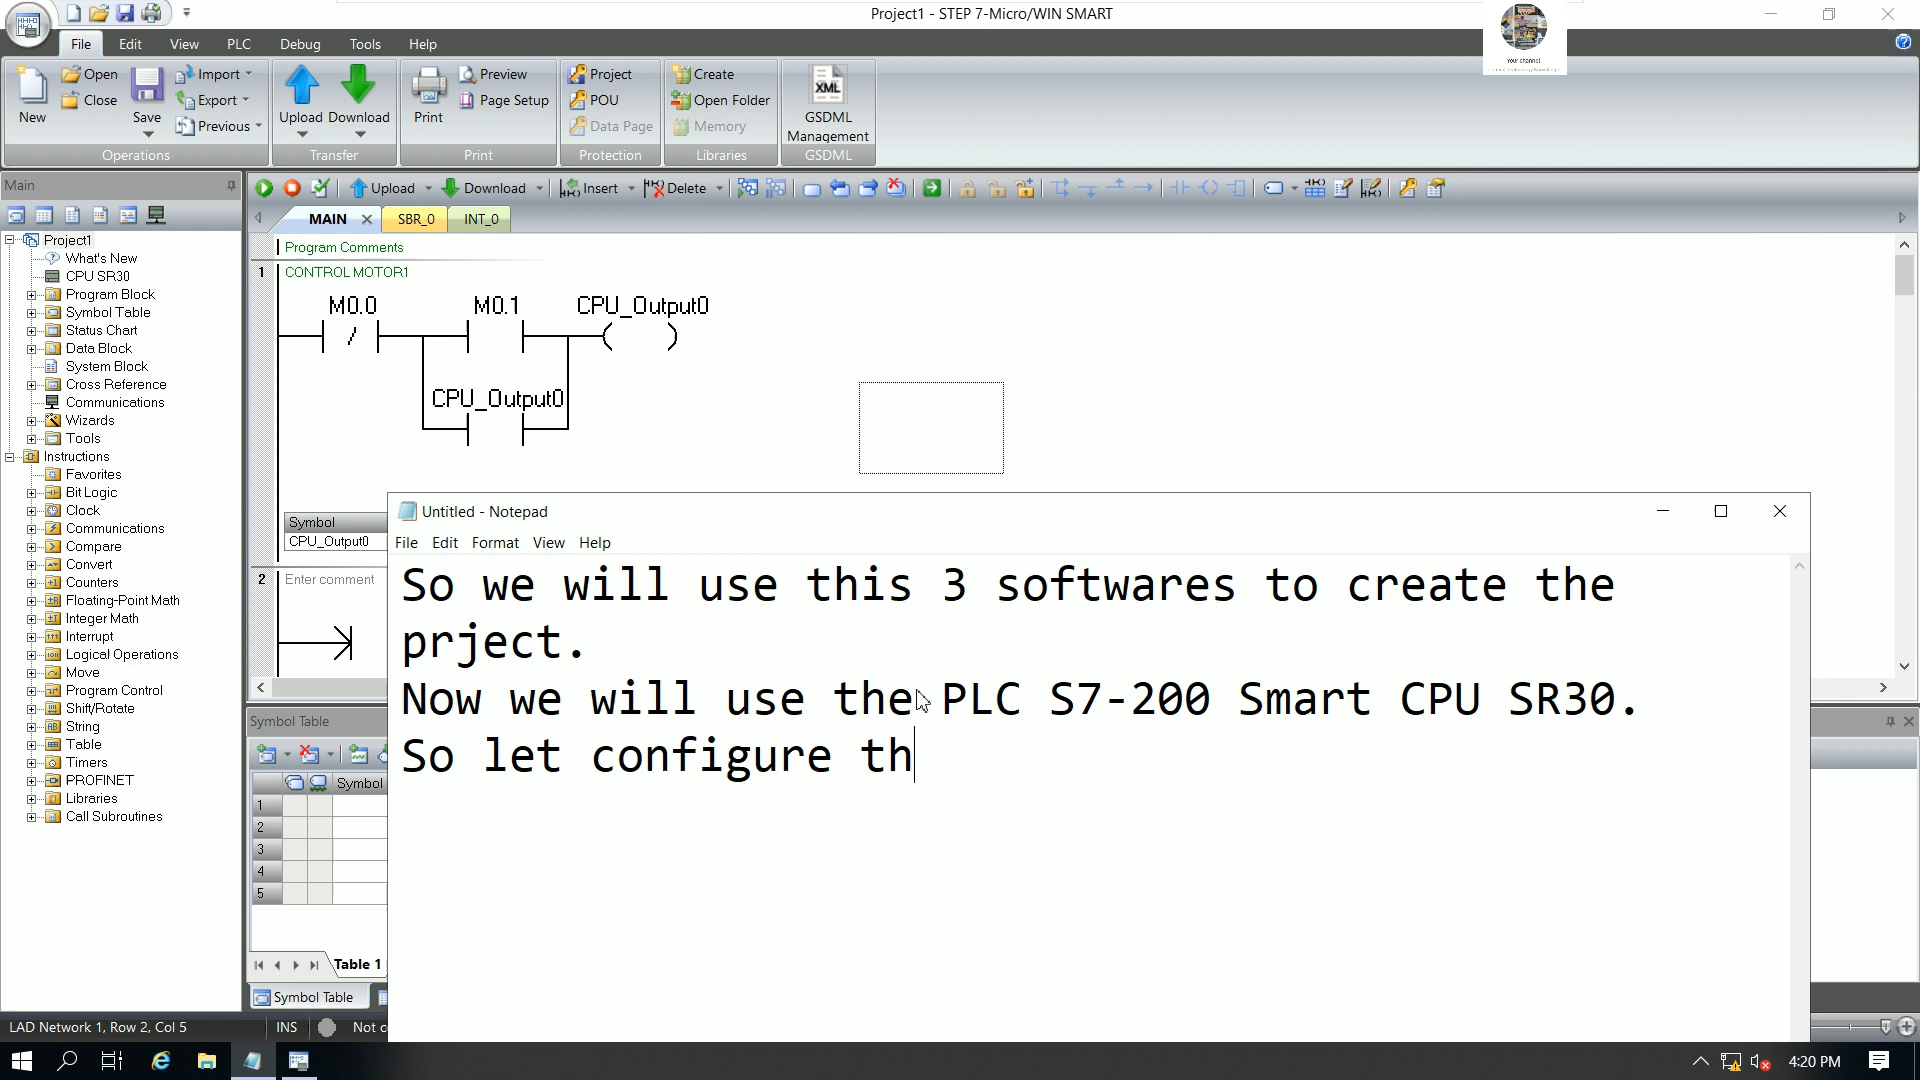 Project1 - STEP 7-Micro/WIN SMART
Your channel
File Edit View PLC Debug Tools Help
New
Open
Close
Save
Import
Export
Previous
Operations
Upload
Download
Transfer
Print
Preview
Page Setup
Print
Project
POU
Data Page
Protection
Create
Open Folder
Memory
Libraries
XML
GSDML
Management
GSDML
Main
Upload Download Insert Delete
MAIN SBR_0 INT_0
Project1
What's New
CPU SR30
Program Block
Symbol Table
Status Chart
Data Block
System Block
Cross Reference
Communications
Wizards
Tools
Instructions
Favorites
Bit Logic
Clock
Communications
Compare
Convert
Counters
Floating-Point Math
Integer Math
Interrupt
Logical Operations
Move
Program Control
Shift/Rotate
String
Table
Timers
PROFINET
Libraries
Call Subroutines
Program Comments
1 CONTROL MOTOR1
M0.0 M0.1 CPU_Output0
CPU_Output0
Symbol
CPU_Output0
2 Enter comment
Symbol Table
Symbol
1
2
3
4
5
Table 1
Symbol Table
Untitled - Notepad
File Edit Format View Help
So we will use this 3 softwares to create the
prject.
Now we will use the PLC S7-200 Smart CPU SR30.
So let configure th
LAD Network 1, Row 2, Col 5 INS Not c
4:20 PM